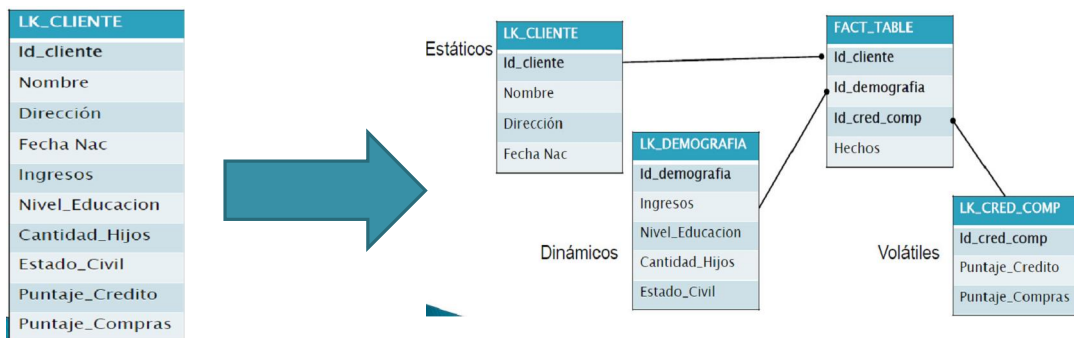 LK_CLIENTE
Id_cliente
Nombre
Dirección
Fecha Nac
Ingresos
Nivel_Educacion
Cantidad_Hijos
Estado_Civil
Puntaje_Credito
Puntaje_Compras
Estáticos
LK_CLIENTE
Id_cliente
Nombre
Dirección
Fecha Nac
Dinámicos
LK_DEMOGRAFIA
Id_demografia
Ingresos
Nivel_Educacion
Cantidad_Hijos
Estado_Civil
FACT_TABLE
Id_cliente
Id_demografia
Id_cred_comp
Hechos
Volátiles
LK_CRED_COMP
Id_cred_comp
Puntaje_Credito
Puntaje_Compras